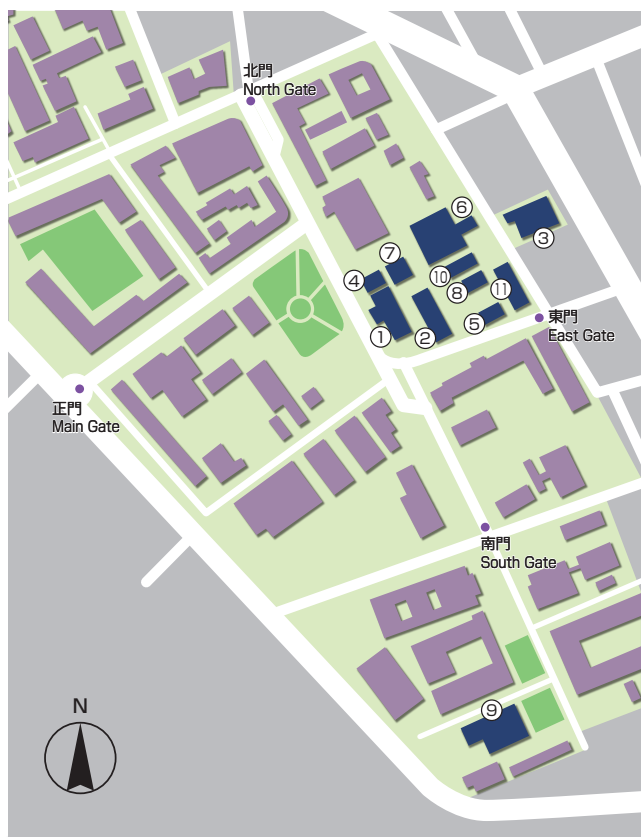 北門
North Gate
⑥
③
⑦
④
⑩
⑧
⑪
⑤
①
②
東門
East Gate
正門
Main Gate
南門
South Gate
⑨
N